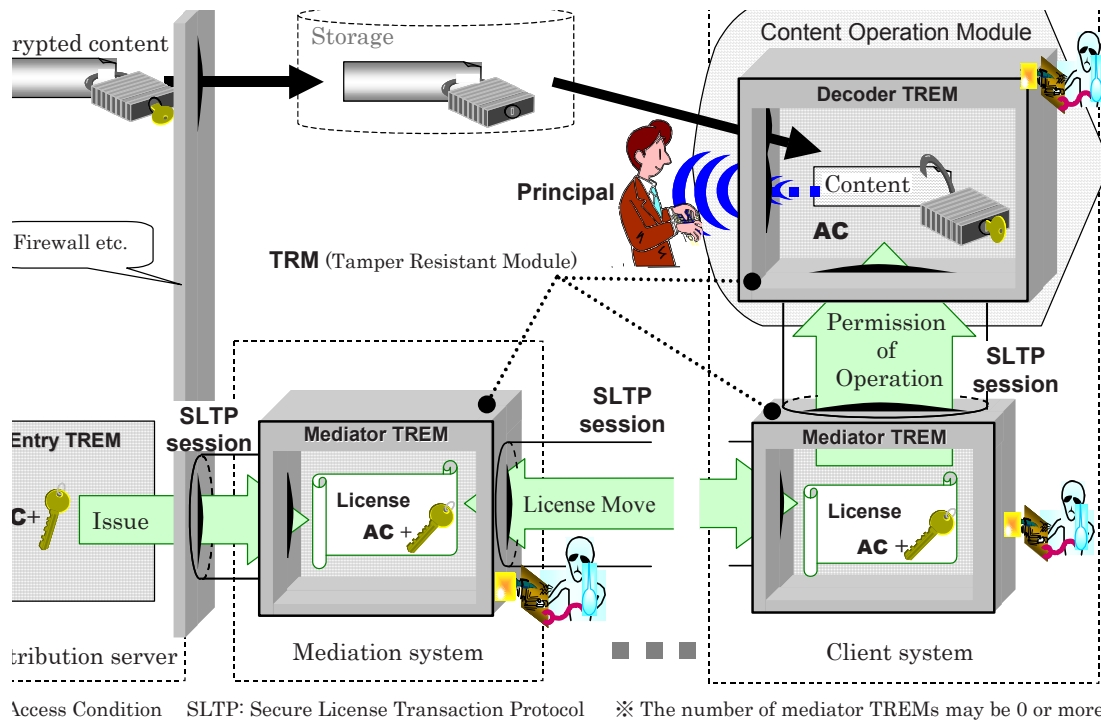 rypted content
Storage
Content Operation Module
Decoder TREM
Content
AC
Principal
Firewall etc.
TRM (Tamper Resistant Module)
Permission
of
Operation
SLTP
session
SLTP
session
SLTP
session
Entry TREM
C+
Issue
Mediator TREM
License
AC +
License Move
Mediator TREM
License
AC +
tribution server
Mediation system
Client system
Access Condition SLTP: Secure License Transaction Protocol ※ The number of mediator TREMs may be 0 or more